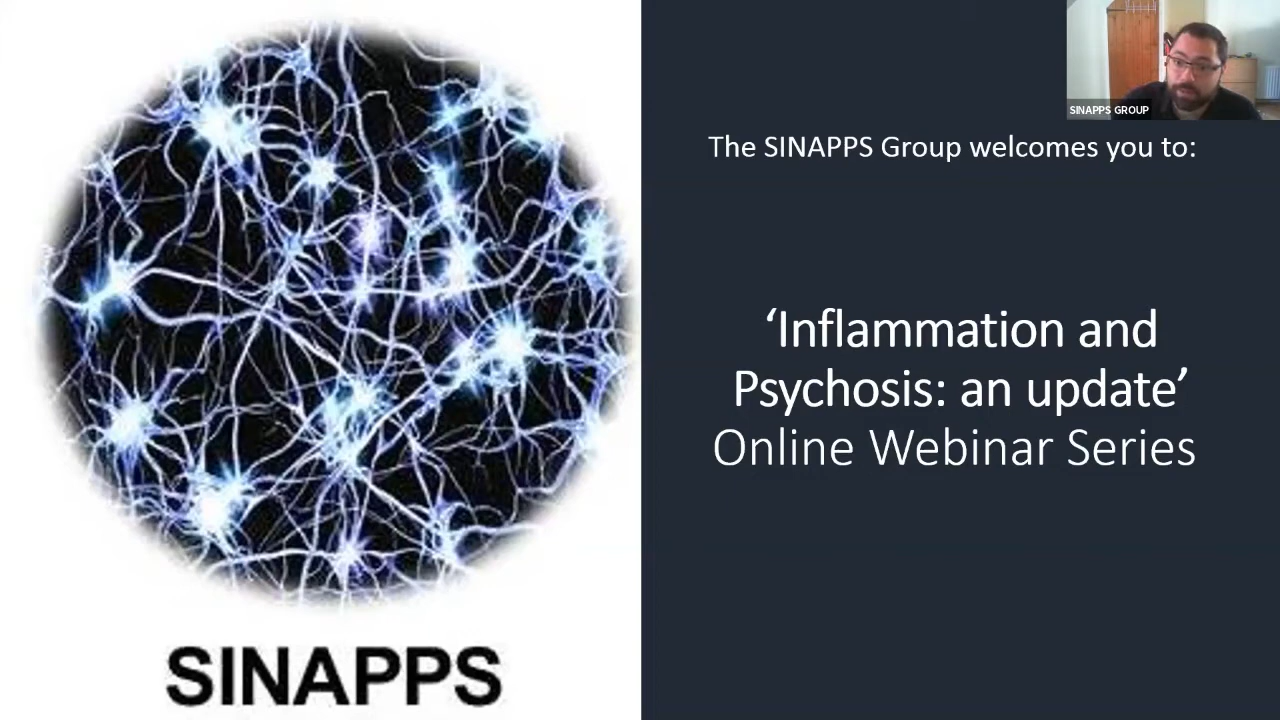 SINAPPS GROUP
The SINAPPS Group welcomes you to:
‘Inflammation and
Psychosis: an update’
Online Webinar Series
SINAPPS